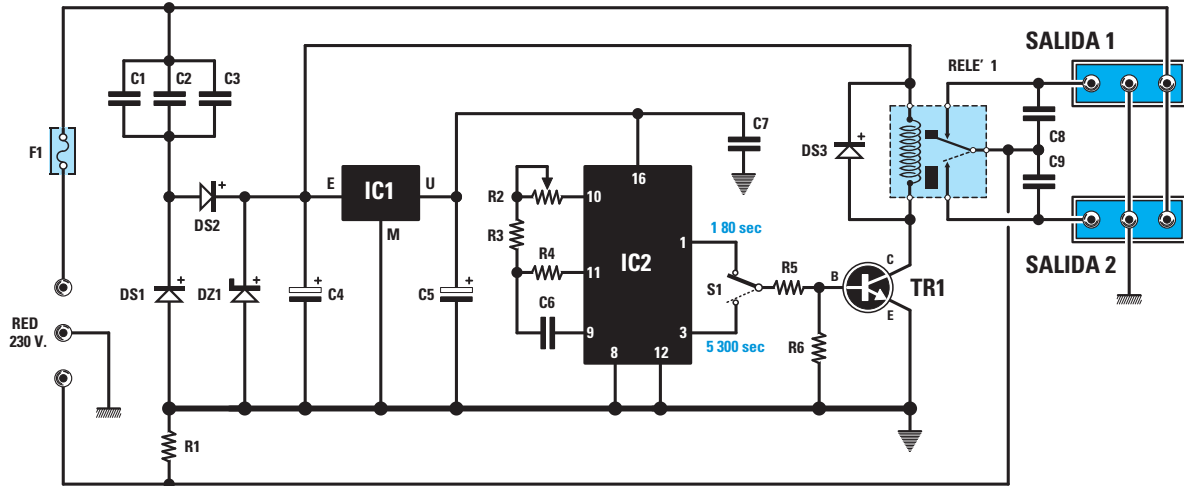 SALIDA 1
RELE' 1
C1
C2
C3
F1
C7
C8
DS3
C9
E
IC1
U
16
R2
10
DS2
M
R3
1
1 80 sec
SALIDA 2
R4
11
IC2
C
S1
R5
B
TR1
DS1
DZ1
C4
C5
C6
9
3
E
RED
230 V.
5 300 sec
R6
8
12
R1
+
+
+
+
+
+